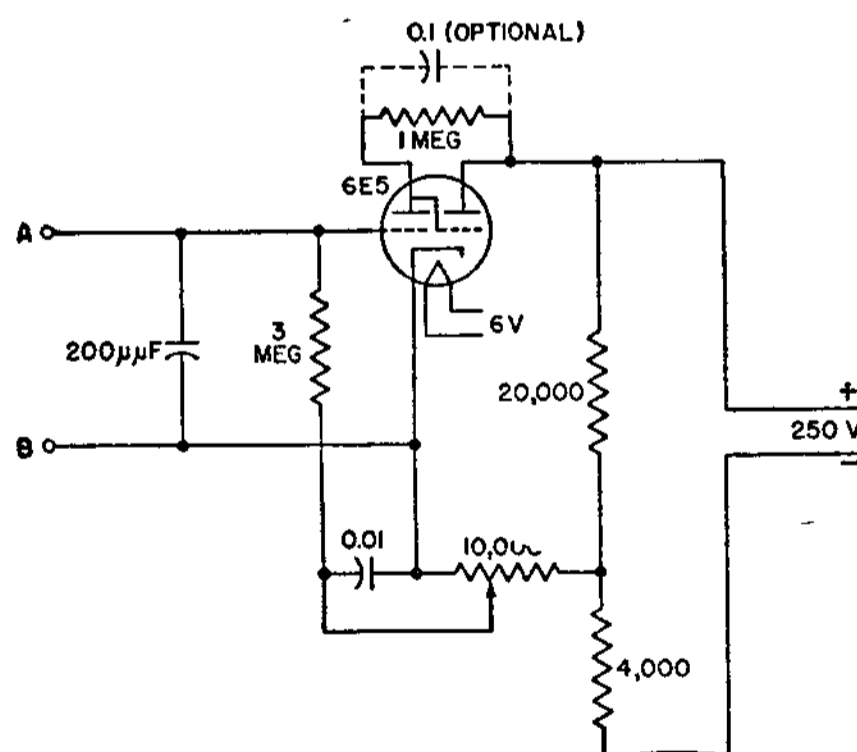 0.1 (OPTIONAL)
1 MEG
6E5
A
6V
3
MEG
200μμF
20,000
+
250 V
−
B
0.01
4,000